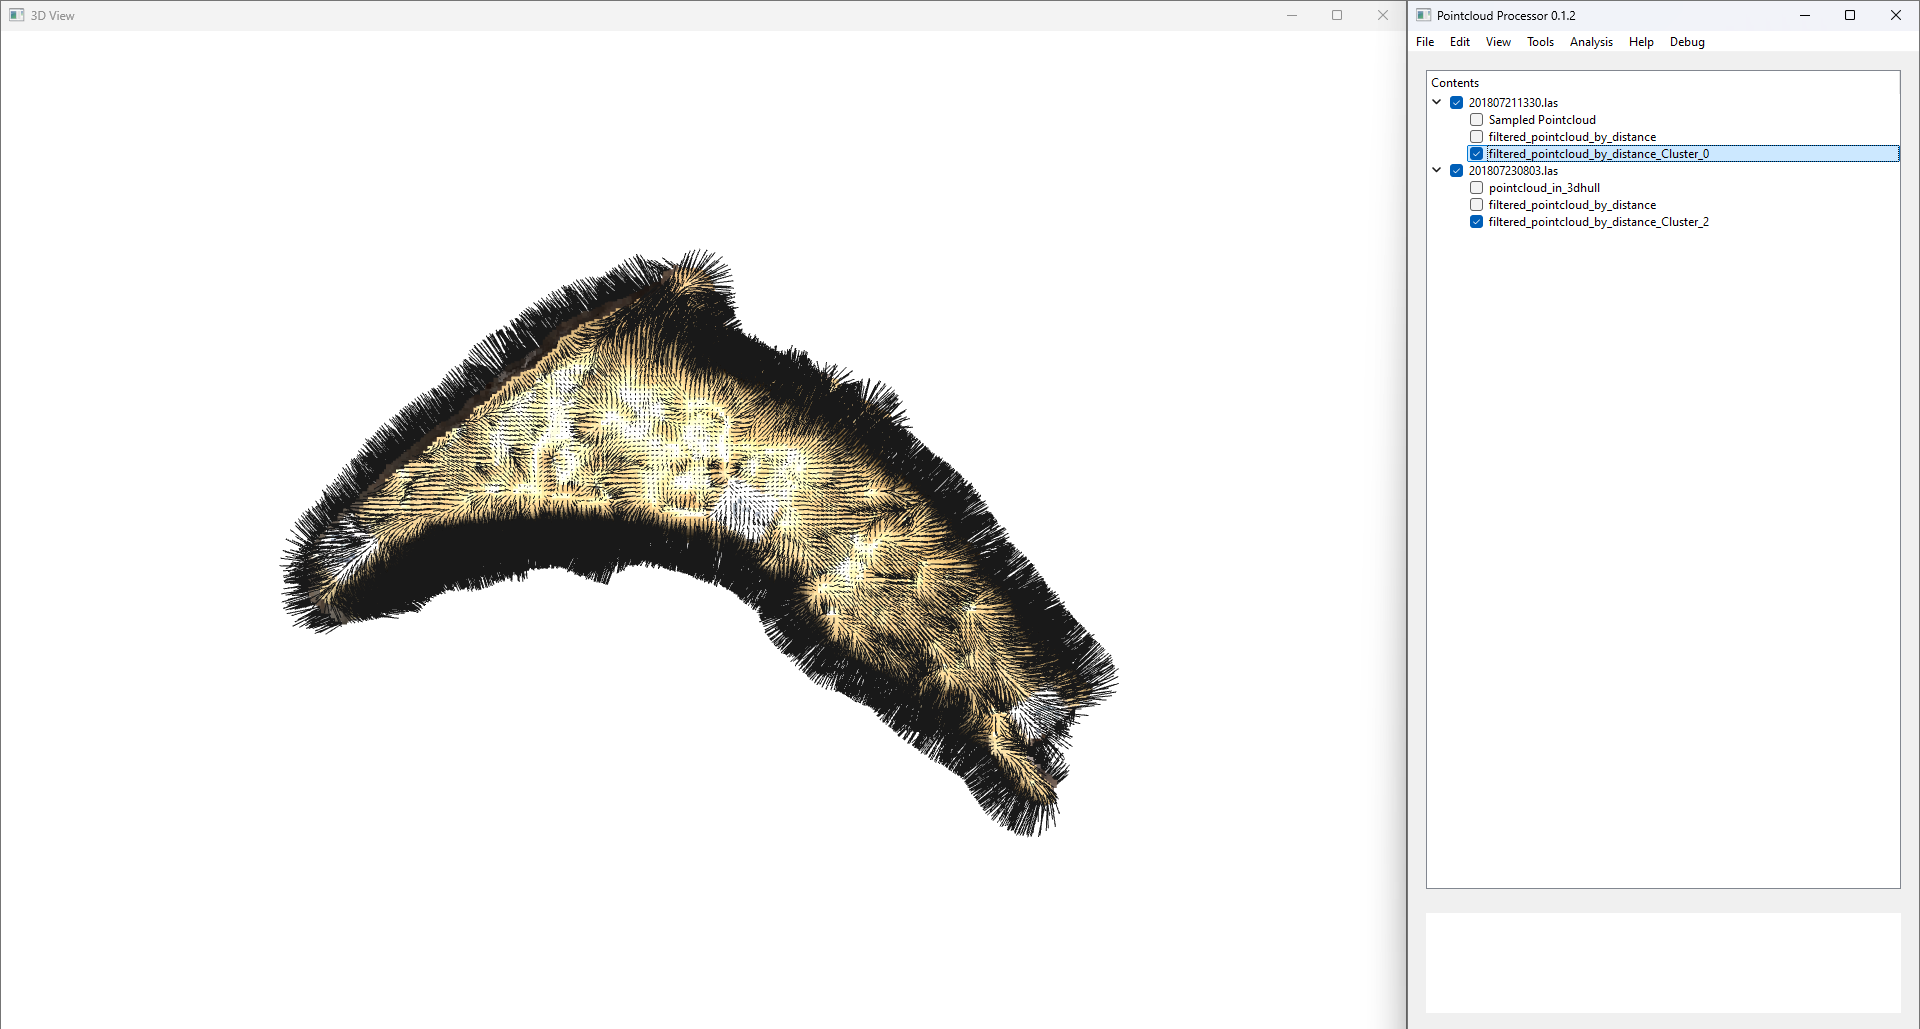 3D View
Pointcloud Processor 0.1.2
File Edit View Tools Analysis Help Debug
Contents
201807211330.las
Sampled Pointcloud
filtered_pointcloud_by_distance
filtered_pointcloud_by_distance_Cluster_0
201807230803.las
pointcloud_in_3dhull
filtered_pointcloud_by_distance
filtered_pointcloud_by_distance_Cluster_2